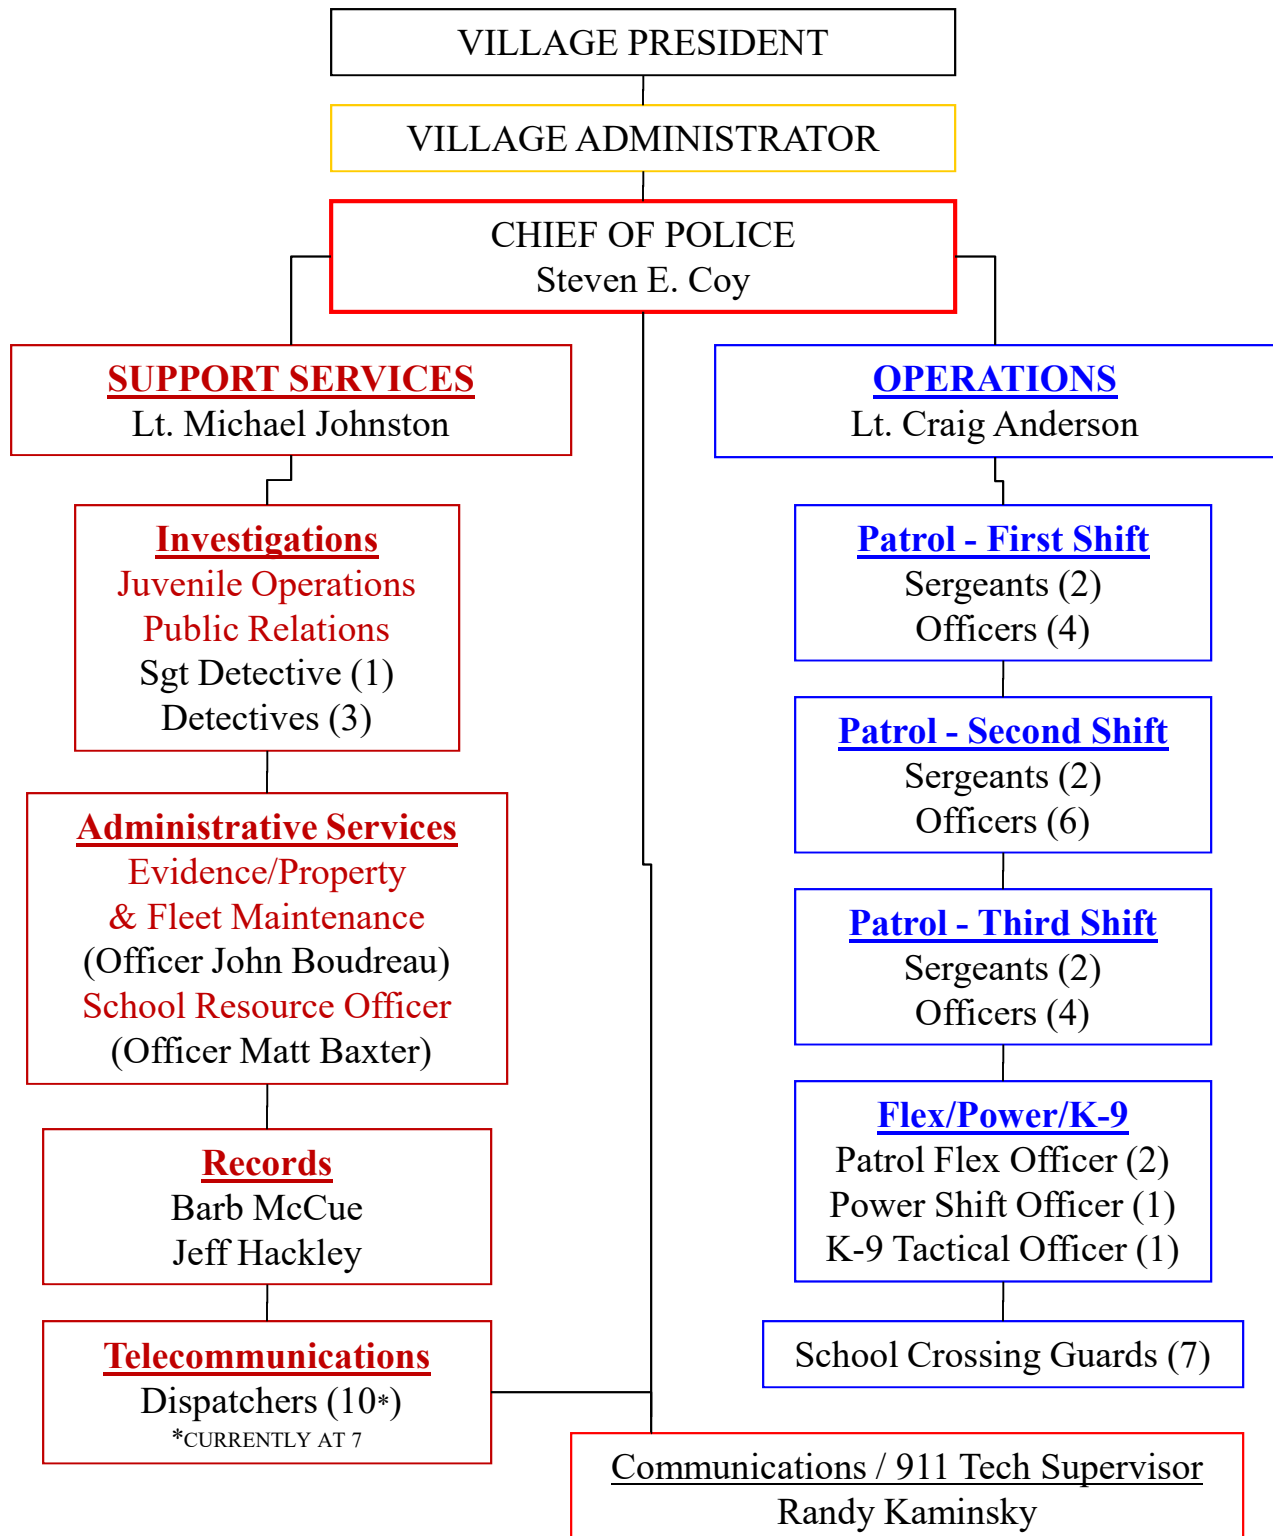 VILLAGE PRESIDENT
VILLAGE ADMINISTRATOR
CHIEF OF POLICE
Steven E. Coy
SUPPORT SERVICES
Lt. Michael Johnston
Investigations
Juvenile Operations
Public Relations
Sgt Detective (1)
Detectives (3)
Administrative Services
Evidence/Property
& Fleet Maintenance
(Officer John Boudreau)
School Resource Officer
(Officer Matt Baxter)
Records
Barb McCue
Jeff Hackley
Telecommunications
Dispatchers (10*)
*CURRENTLY AT 7
OPERATIONS
Lt. Craig Anderson
Patrol - First Shift
Sergeants (2)
Officers (4)
Patrol - Second Shift
Sergeants (2)
Officers (6)
Patrol - Third Shift
Sergeants (2)
Officers (4)
Flex/Power/K-9
Patrol Flex Officer (2)
Power Shift Officer (1)
K-9 Tactical Officer (1)
School Crossing Guards (7)
Communications / 911 Tech Supervisor
Randy Kaminsky